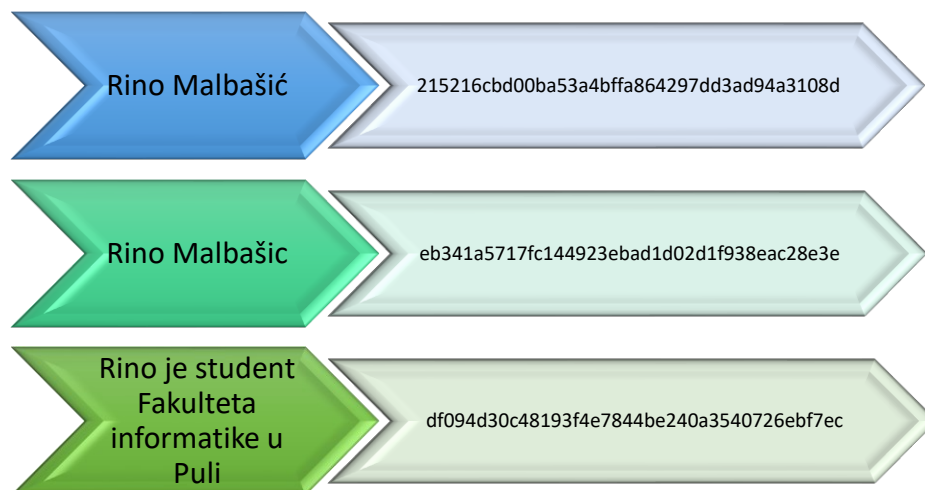 Rino Malbašić
215216cbd00ba53a4bffa864297dd3ad94a3108d
Rino Malbašic
eb341a5717fc144923ebad1d02d1f938eac28e3e
Rino je student
Fakulteta
informatike u
Puli
df094d30c48193f4e7844be240a3540726ebf7ec